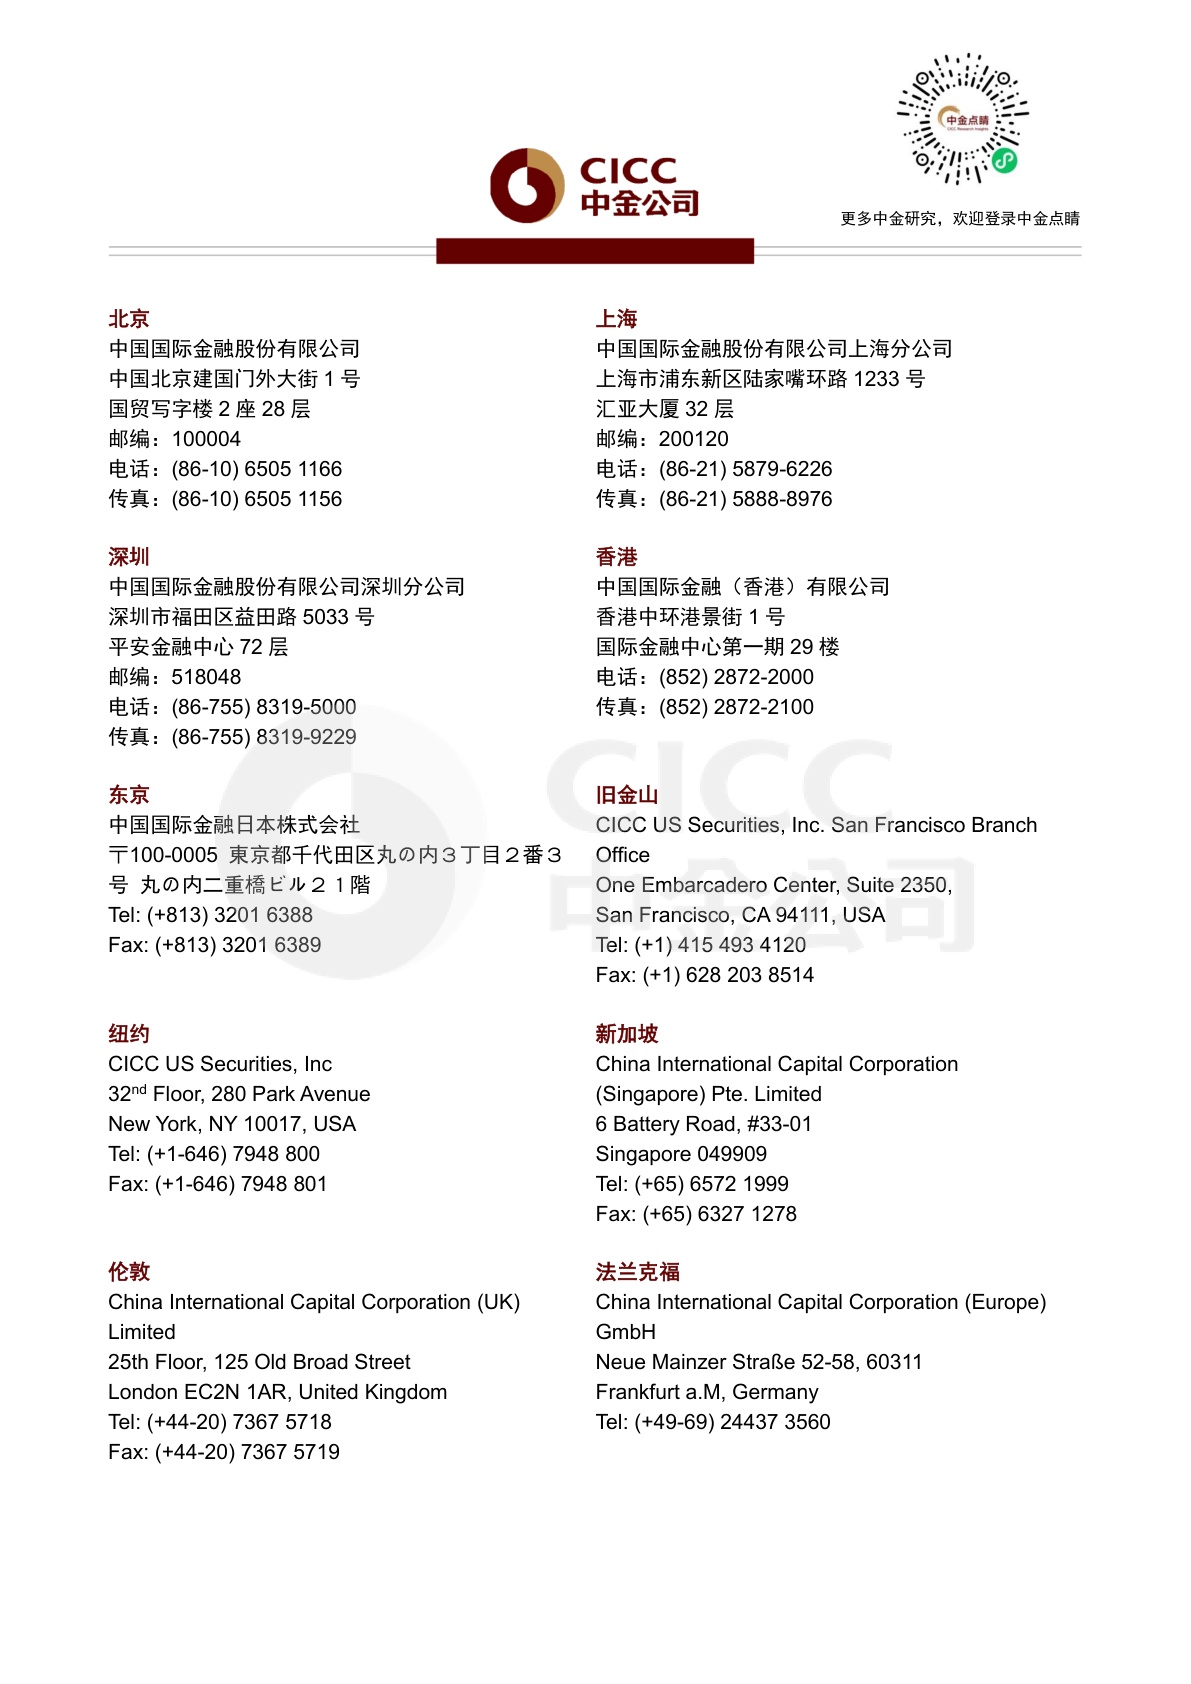 中金点睛
CICC Research Insights
CICC
中金公司
更多中金研究，欢迎登录中金点睛
北京
中国国际金融股份有限公司
中国北京建国门外大街 1 号
国贸写字楼 2 座 28 层
邮编：100004
电话：(86-10) 6505 1166
传真：(86-10) 6505 1156
上海
中国国际金融股份有限公司上海分公司
上海市浦东新区陆家嘴环路 1233 号
汇亚大厦 32 层
邮编：200120
电话：(86-21) 5879-6226
传真：(86-21) 5888-8976
深圳
中国国际金融股份有限公司深圳分公司
深圳市福田区益田路 5033 号
平安金融中心 72 层
邮编：518048
电话：(86-755) 8319-5000
传真：(86-755) 8319-9229
香港
中国国际金融（香港）有限公司
香港中环港景街 1 号
国际金融中心第一期 29 楼
电话：(852) 2872-2000
传真：(852) 2872-2100
东京
中国国际金融日本株式会社
〒100-0005 東京都千代田区丸の内３丁目２番３
号 丸の内二重橋ビル２１階
Tel: (+813) 3201 6388
Fax: (+813) 3201 6389
旧金山
CICC US Securities, Inc. San Francisco Branch
Office
One Embarcadero Center, Suite 2350,
San Francisco, CA 94111, USA
Tel: (+1) 415 493 4120
Fax: (+1) 628 203 8514
纽约
CICC US Securities, Inc
32nd Floor, 280 Park Avenue
New York, NY 10017, USA
Tel: (+1-646) 7948 800
Fax: (+1-646) 7948 801
新加坡
China International Capital Corporation
(Singapore) Pte. Limited
6 Battery Road, #33-01
Singapore 049909
Tel: (+65) 6572 1999
Fax: (+65) 6327 1278
伦敦
China International Capital Corporation (UK)
Limited
25th Floor, 125 Old Broad Street
London EC2N 1AR, United Kingdom
Tel: (+44-20) 7367 5718
Fax: (+44-20) 7367 5719
法兰克福
China International Capital Corporation (Europe)
GmbH
Neue Mainzer Straße 52-58, 60311
Frankfurt a.M, Germany
Tel: (+49-69) 24437 3560
CICC
中金公司